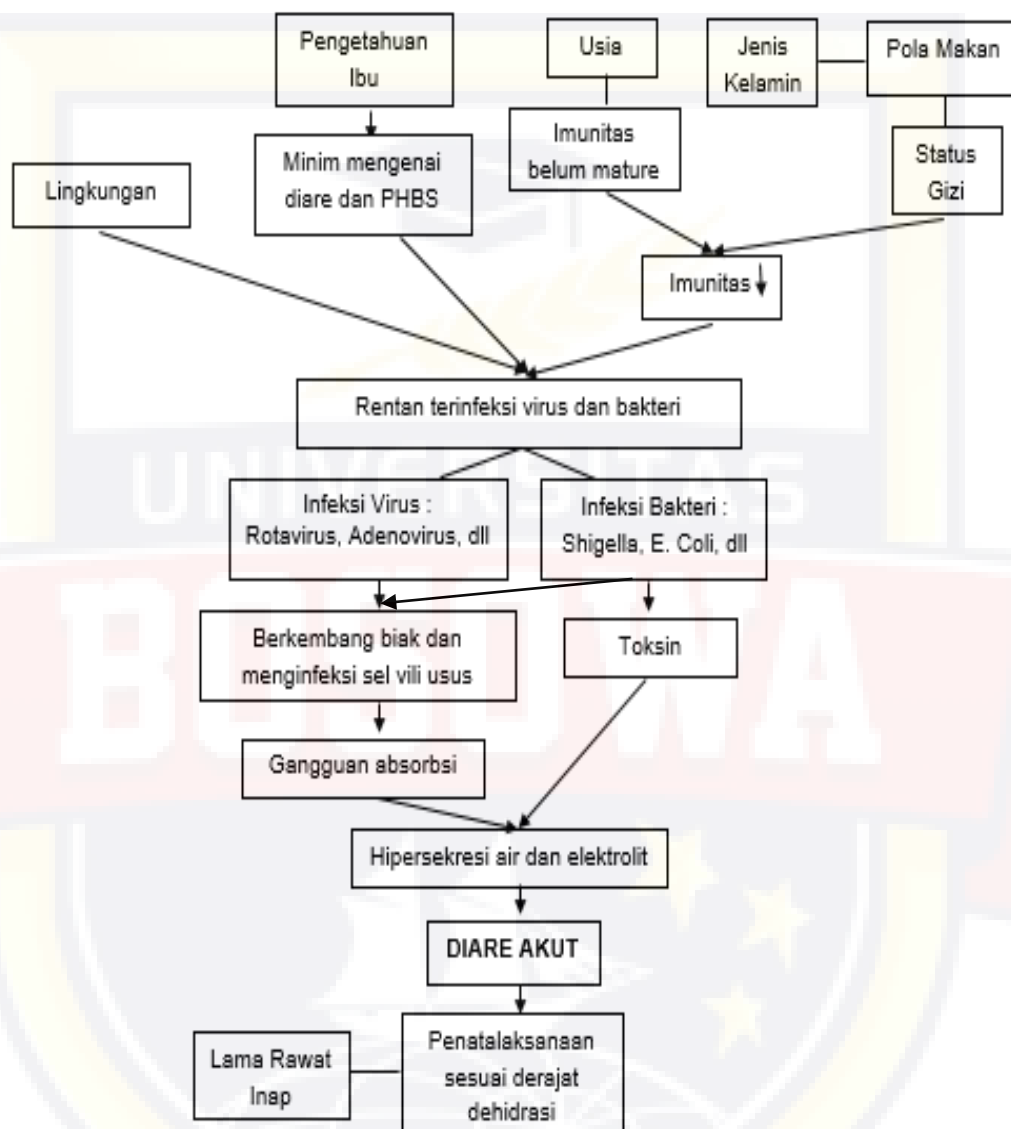 Pengetahuan
Ibu
Usia
Jenis
Kelamin
Pola Makan
Lingkungan
Minim mengenai
diare dan PHBS
Imunitas
belum mature
Status
Gizi
Imunitas
Rentan terinfeksi virus dan bakteri
UNIVERSITAS
Infeksi Virus :
Rotavirus, Adenovirus, dll
Infeksi Bakteri :
Shigella, E. Coli, dll
BOSOWA
Berkembang biak dan
menginfeksi sel vili usus
Toksin
Gangguan absorbsi
Hipersekresi air dan elektrolit
DIARE AKUT
Lama Rawat
Inap
Penatalaksanaan
sesuai derajat
dehidrasi